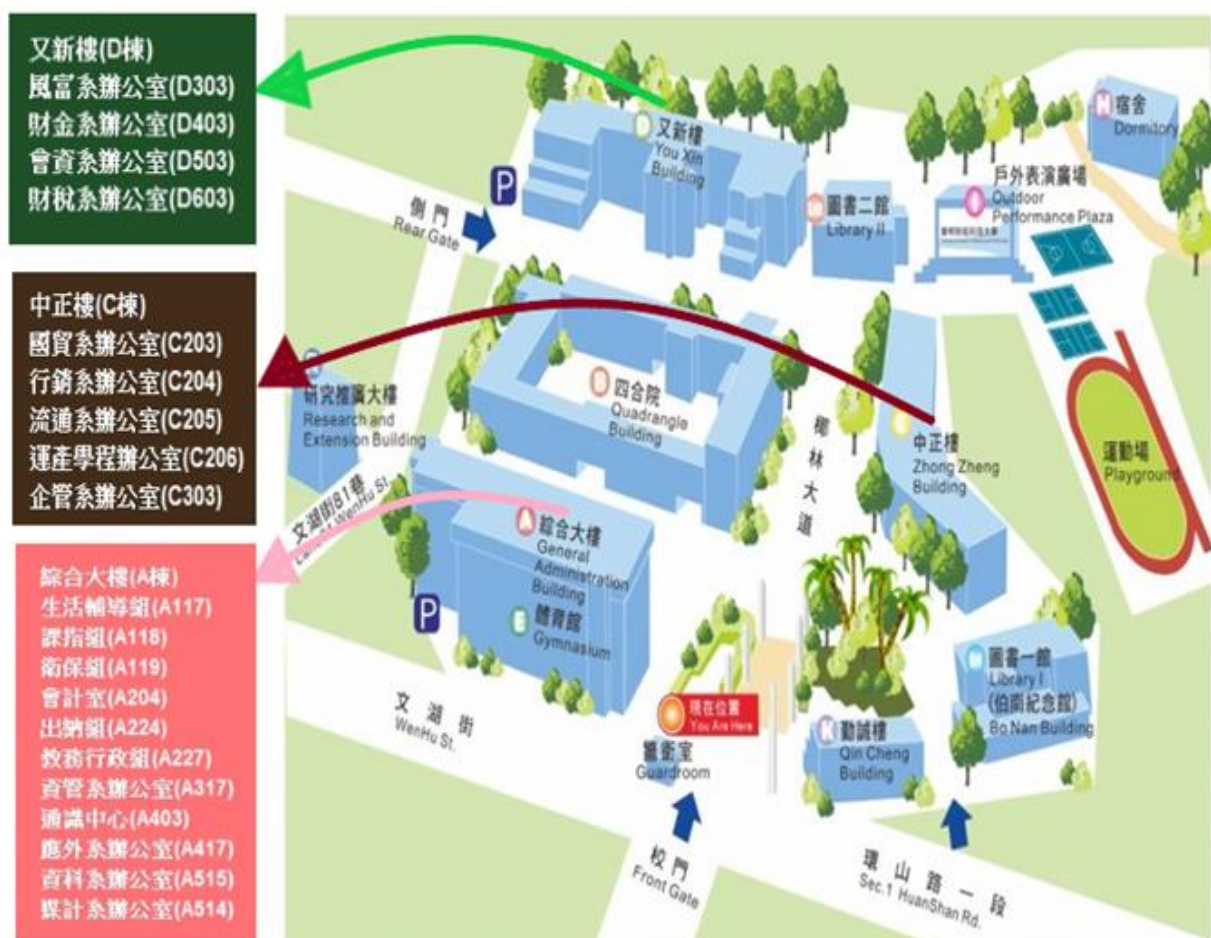 又新樓(D棟)
風富系辦公室(D303)
財金系辦公室(D403)
會資系辦公室(D503)
財稅系辦公室(D603)
中正樓(C棟)
國貿系辦公室(C203)
行銷系辦公室(C204)
流通系辦公室(C205)
運產學程辦公室(C206)
企管系辦公室(C303)
綜合大樓(A棟)
生活輔導組(A117)
課指組(A118)
衛保組(A119)
會計室(A204)
出納組(A224)
教務行政組(A227)
資管系辦公室(A317)
通識中心(A403)
應外系辦公室(A417)
資科系辦公室(A515)
媒計系辦公室(A514)
H 宿舍
Dormitory
D 又新樓
You Xin
Building
P
側門
Rear Gate
圖書二館
Library II
戶外表演廣場
Outdoor
Performance Plaza
研究推廣大樓
Research and
Extension Building
B 四合院
Quadrangle
Building
椰林大道
中正樓
Zhong Zheng
Building
運動場
Playground
文湖街81巷
WenHu St.
A 綜合大樓
General
Administration
Building
P
E 體育館
Gymnasium
文湖街
WenHu St.
現在位置
You Are Here
警衛室
Guardroom
K 勤誠樓
Qin Cheng
Building
圖書一館
Library I
(伯南紀念館)
Bo Nan Building
校門
Front Gate
環山路一段
Sec.1 HuanShan Rd.